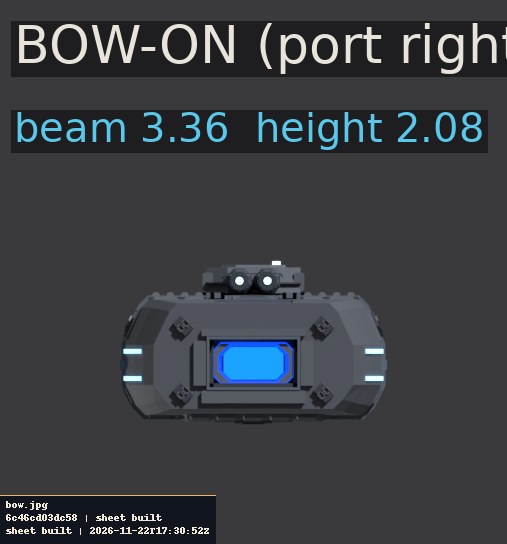 BOW-ON (port right
beam 3.36  height 2.08
bow.jpg
6c46cd03dc58 | sheet built
sheet built | 2026-11-22r17:30:52z